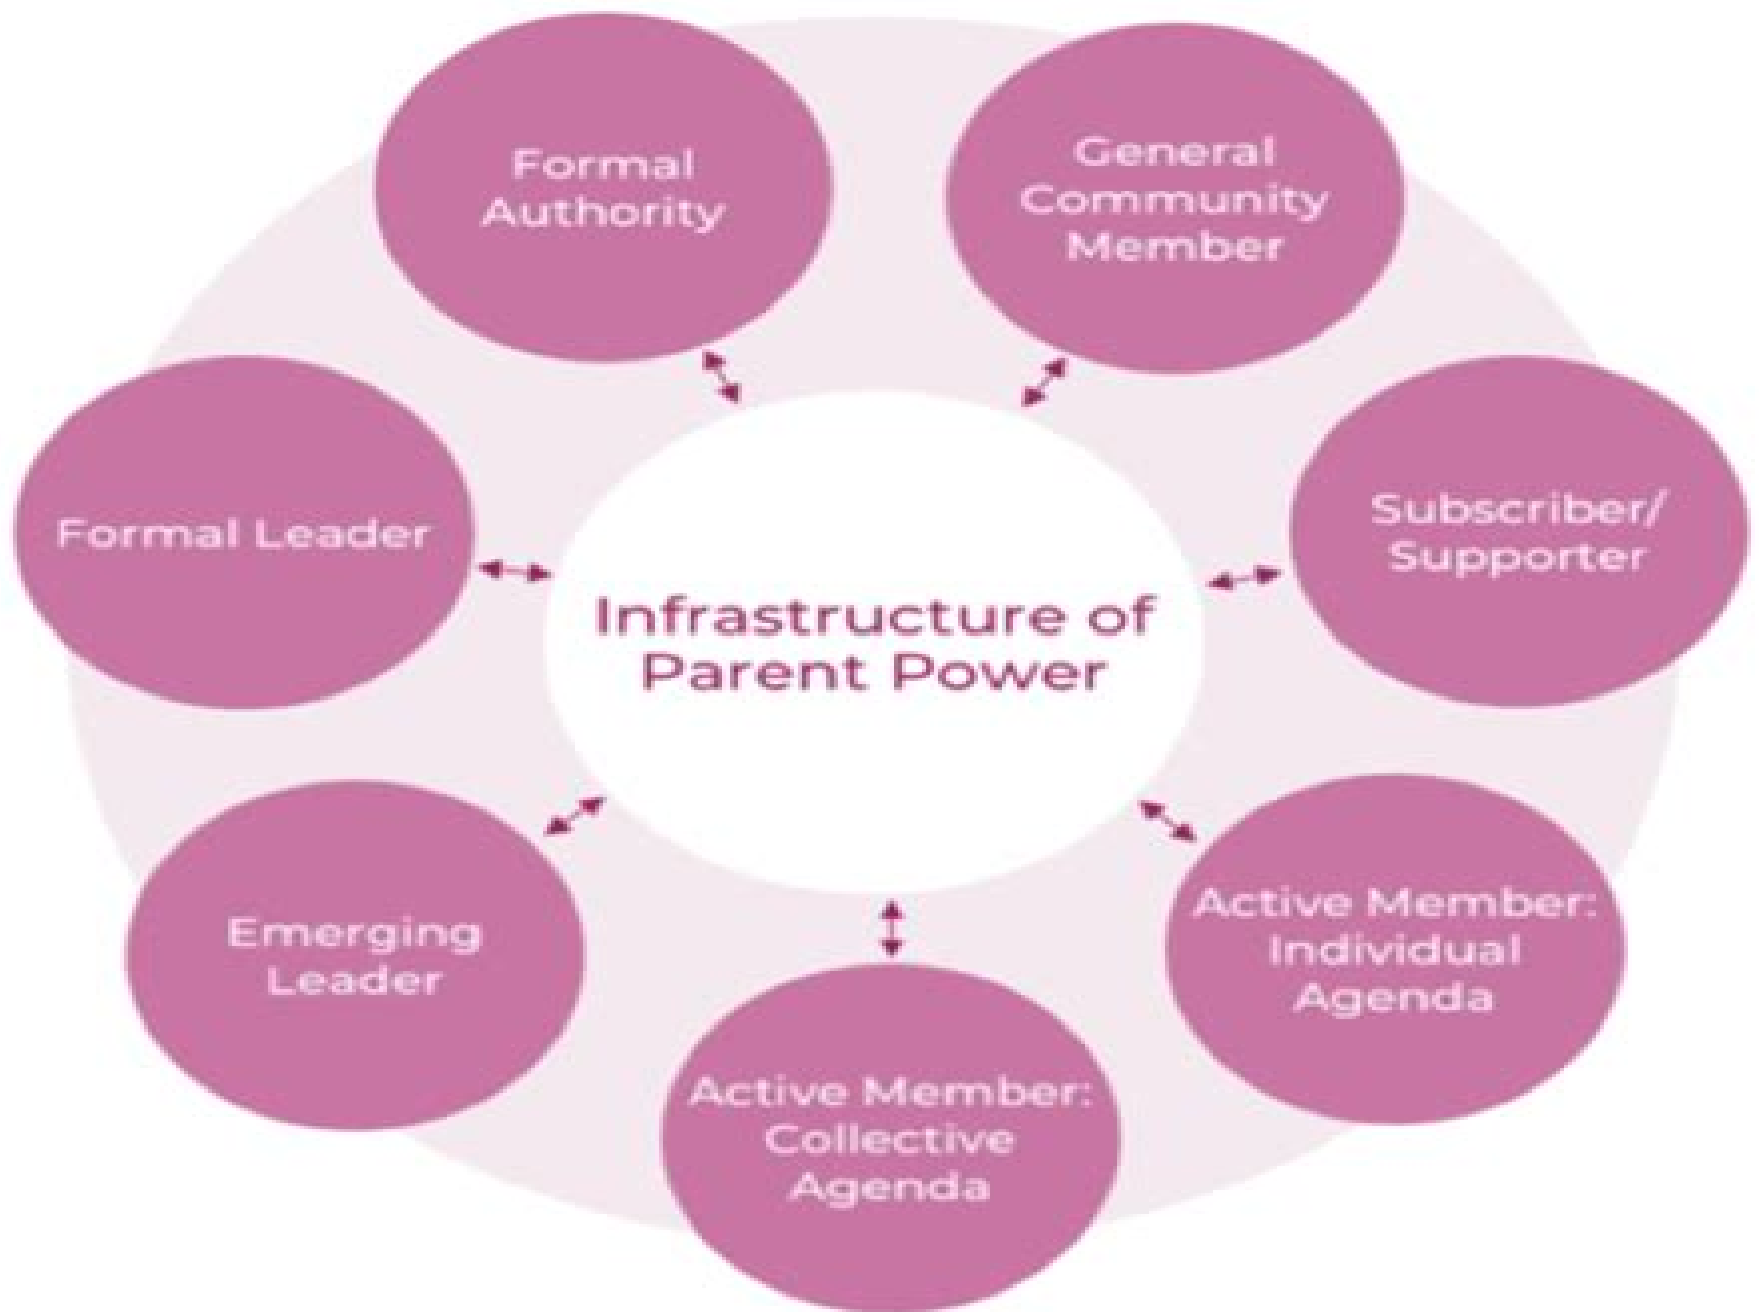 Formal
Authority
General
Community
Member
Formal Leader
Subscriber/
Supporter
Infrastructure of
Parent Power
Emerging
Leader
Active Member:
Individual
Agenda
Active Member:
Collective
Agenda